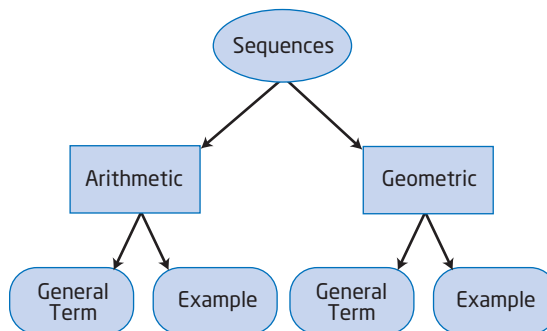 Sequences
Arithmetic
Geometric
General
Term
Example
General
Term
Example